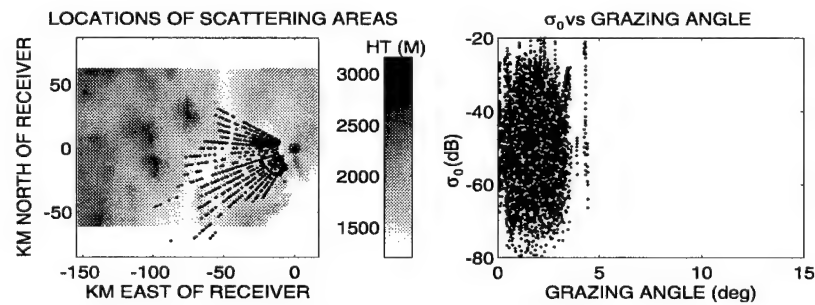 LOCATIONS OF SCATTERING AREAS
HT (M)
KM NORTH OF RECEIVER
50
0
-50
-150
-100
-50
0
KM EAST OF RECEIVER
3000
2500
2000
1500
σ₀vs GRAZING ANGLE
σ₀(dB)
-20
-40
-60
-80
0
5
10
15
GRAZING ANGLE (deg)